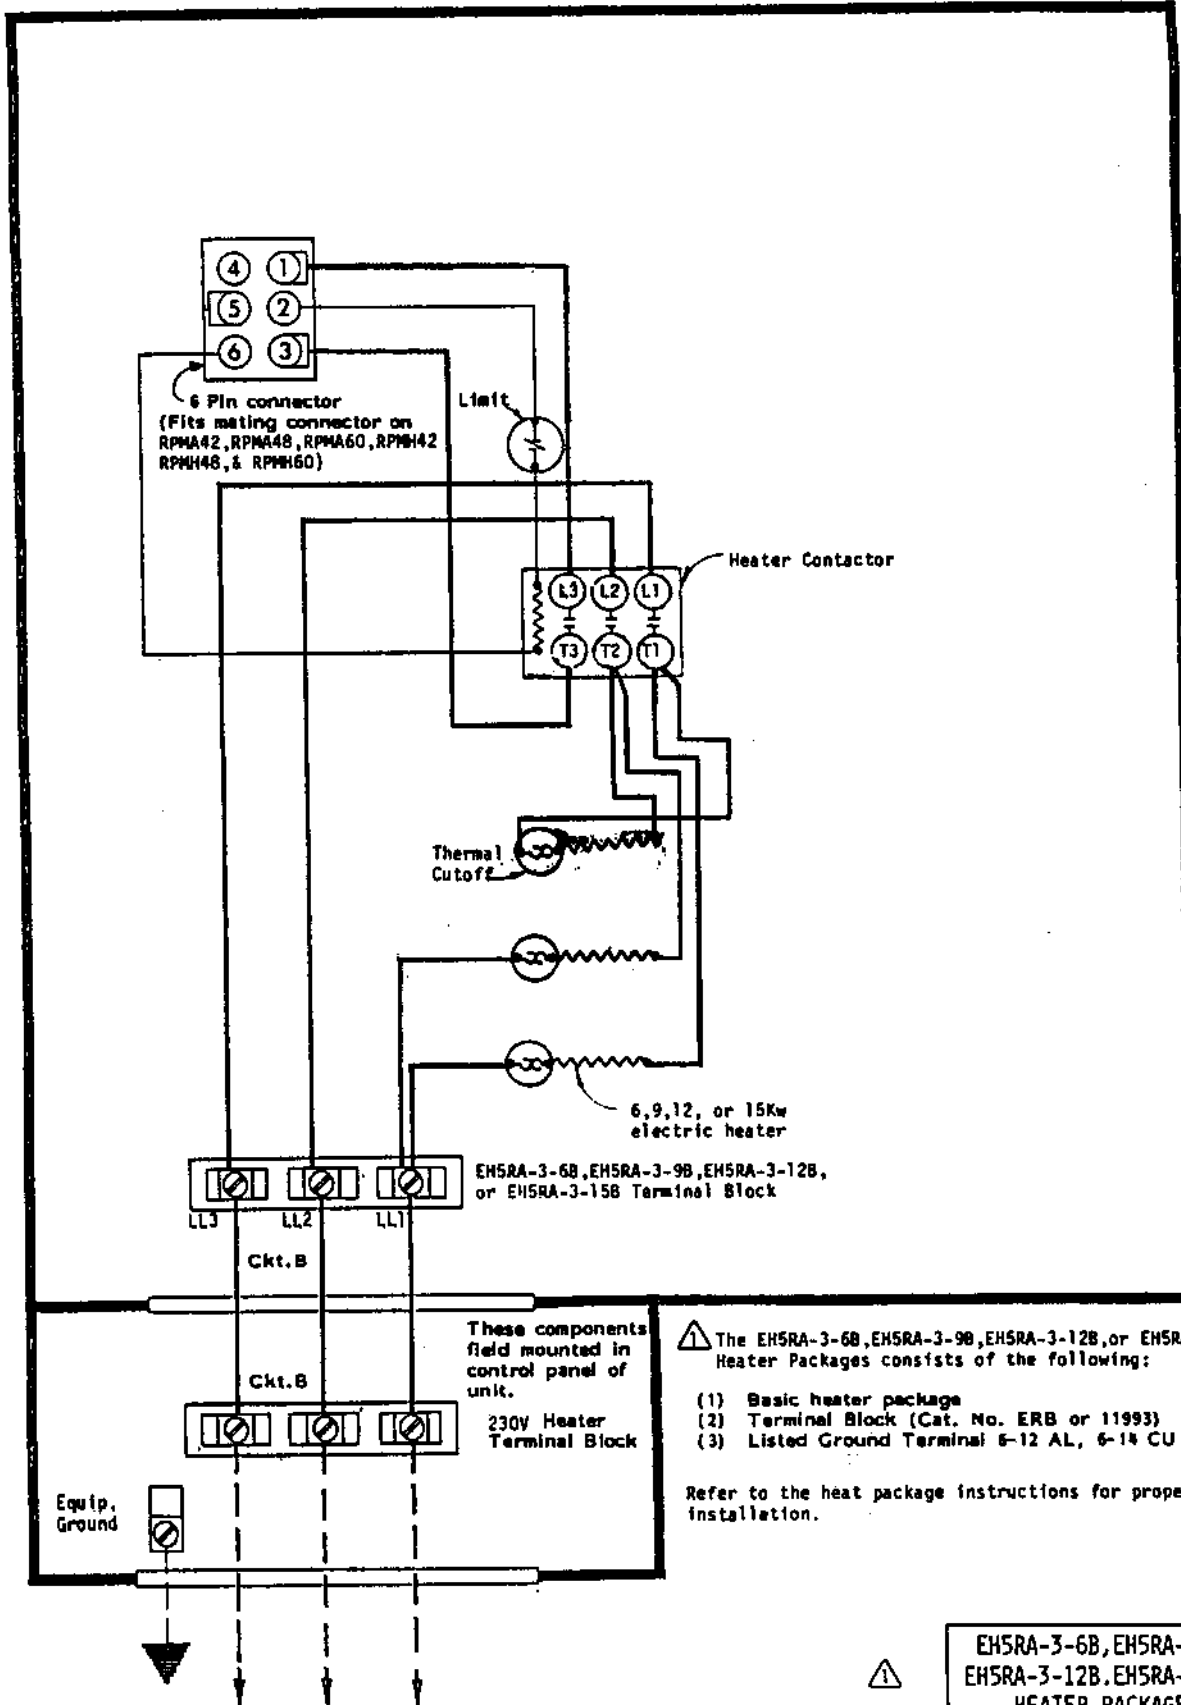 4 1
5 2
6 3
6 Pin connector
(Fits mating connector on
RPMA42,RPMA48,RPMA60,RPMH42
RPMH48,& RPMH60)
Limit
Heater Contactor
L3 L2 L1
T3 T2 T1
Thermal
Cutoff
6,9,12, or 15Kw
electric heater
EH5RA-3-6B,EH5RA-3-9B,EH5RA-3-12B,
or EH5RA-3-15B Terminal Block
LL3 LL2 LL1
Ckt.B
These components
field mounted in
control panel of
unit.
Ckt.B
230V Heater
Terminal Block
Equip.
Ground
1 The EH5RA-3-6B,EH5RA-3-9B,EH5RA-3-12B,or EH5R
Heater Packages consists of the following:
(1) Basic heater package
(2) Terminal Block (Cat. No. ERB or 11993)
(3) Listed Ground Terminal 6-12 AL, 6-14 CU
Refer to the heat package instructions for prope
installation.
1
EH5RA-3-6B,EH5RA-
EH5RA-3-12B,EH5RA-
HEATER PACKAGE